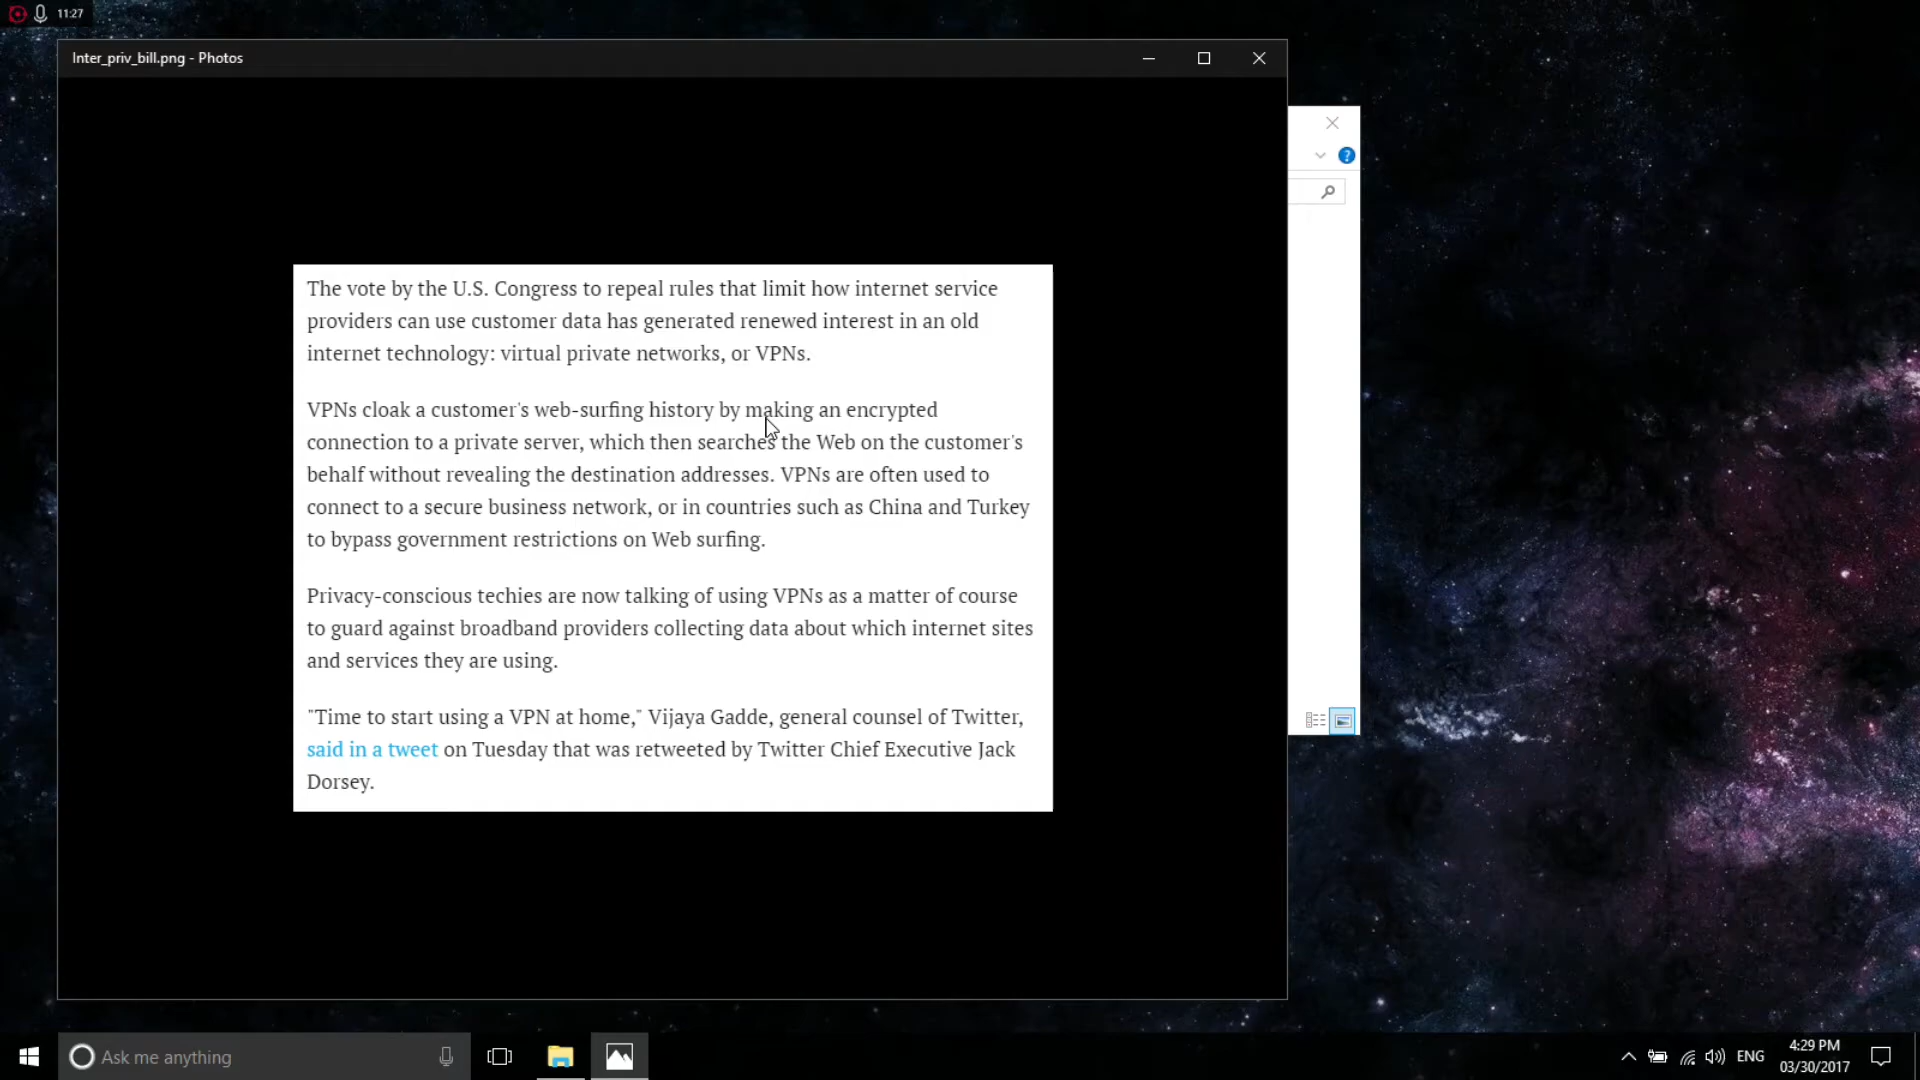 11:27
Inter_priv_bill.png - Photos
The vote by the U.S. Congress to repeal rules that limit how internet service
providers can use customer data has generated renewed interest in an old
internet technology: virtual private networks, or VPNs.
VPNs cloak a customer's web-surfing history by making an encrypted
connection to a private server, which then searches the Web on the customer's
behalf without revealing the destination addresses. VPNs are often used to
connect to a secure business network, or in countries such as China and Turkey
to bypass government restrictions on Web surfing.
Privacy-conscious techies are now talking of using VPNs as a matter of course
to guard against broadband providers collecting data about which internet sites
and services they are using.
"Time to start using a VPN at home," Vijaya Gadde, general counsel of Twitter,
said in a tweet on Tuesday that was retweeted by Twitter Chief Executive Jack
Dorsey.
Ask me anything
ENG
4:29 PM
03/30/2017